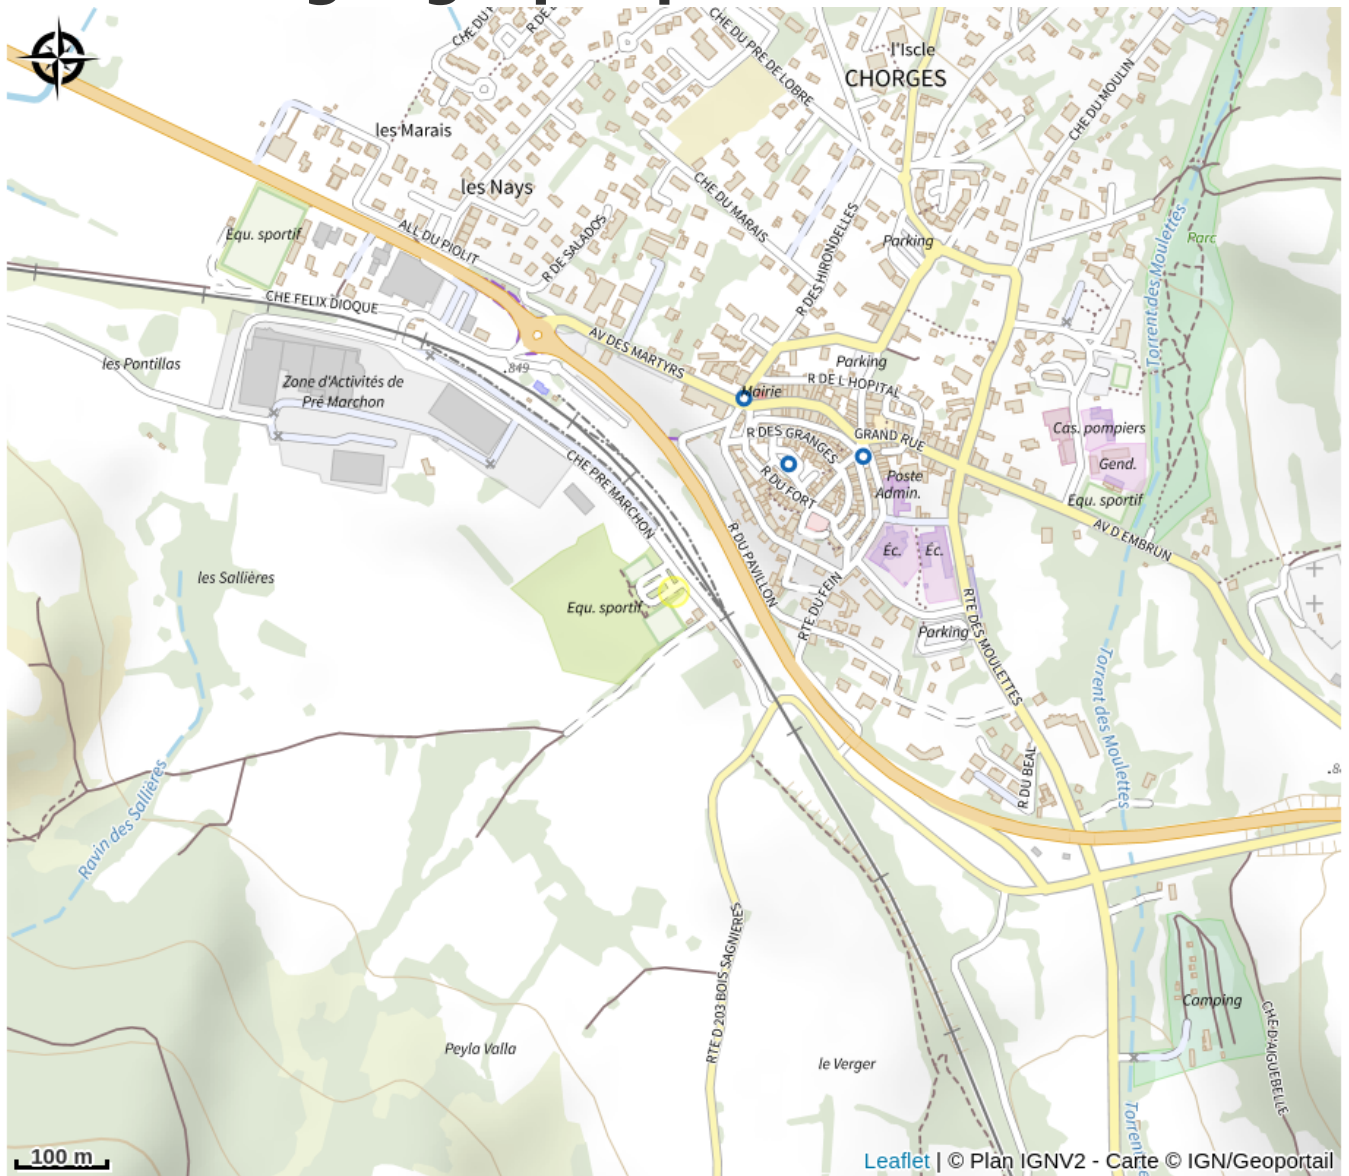 l'Iscle
CHORGES
CHE DU PRE DE LOBRE
CHE DU MOULIN
les Marais
les Nays
CHE DU MARAIS
R DES HIRONDELLES
Torrent des Moulettes
Parc
Equ. sportif
ALL DU PIOLIT
R DE SALADOS
Parking
CHE FELIX DIOQUE
AV DES MARTYRS
les Pontillas
.849
Parking
Zone d'Activités de
Pré Marchon
Mairie
R DE L HOPITAL
R DES GRANGES
GRAND RUE
Cas. pompiers
Gend.
Equ. sportif
R DU FORT
Poste
Admin.
CHE PRE MARCHON
AV D EMBRUN
R DU PAVILLON
Éc.
Éc.
les Sallières
Equ. sportif
RTE DU FEIN
Parking
RTE DES MOULETTES
Torrent des Moulettes
R DU BEAL
Ravin des Sallières
RTE D 203 BOIS SAGNIERES
Camping
CHE D'AIGUEBELLE
Peyla Valla
le Verger
100 m
Leaflet | © Plan IGNV2 - Carte © IGN/Geoportail